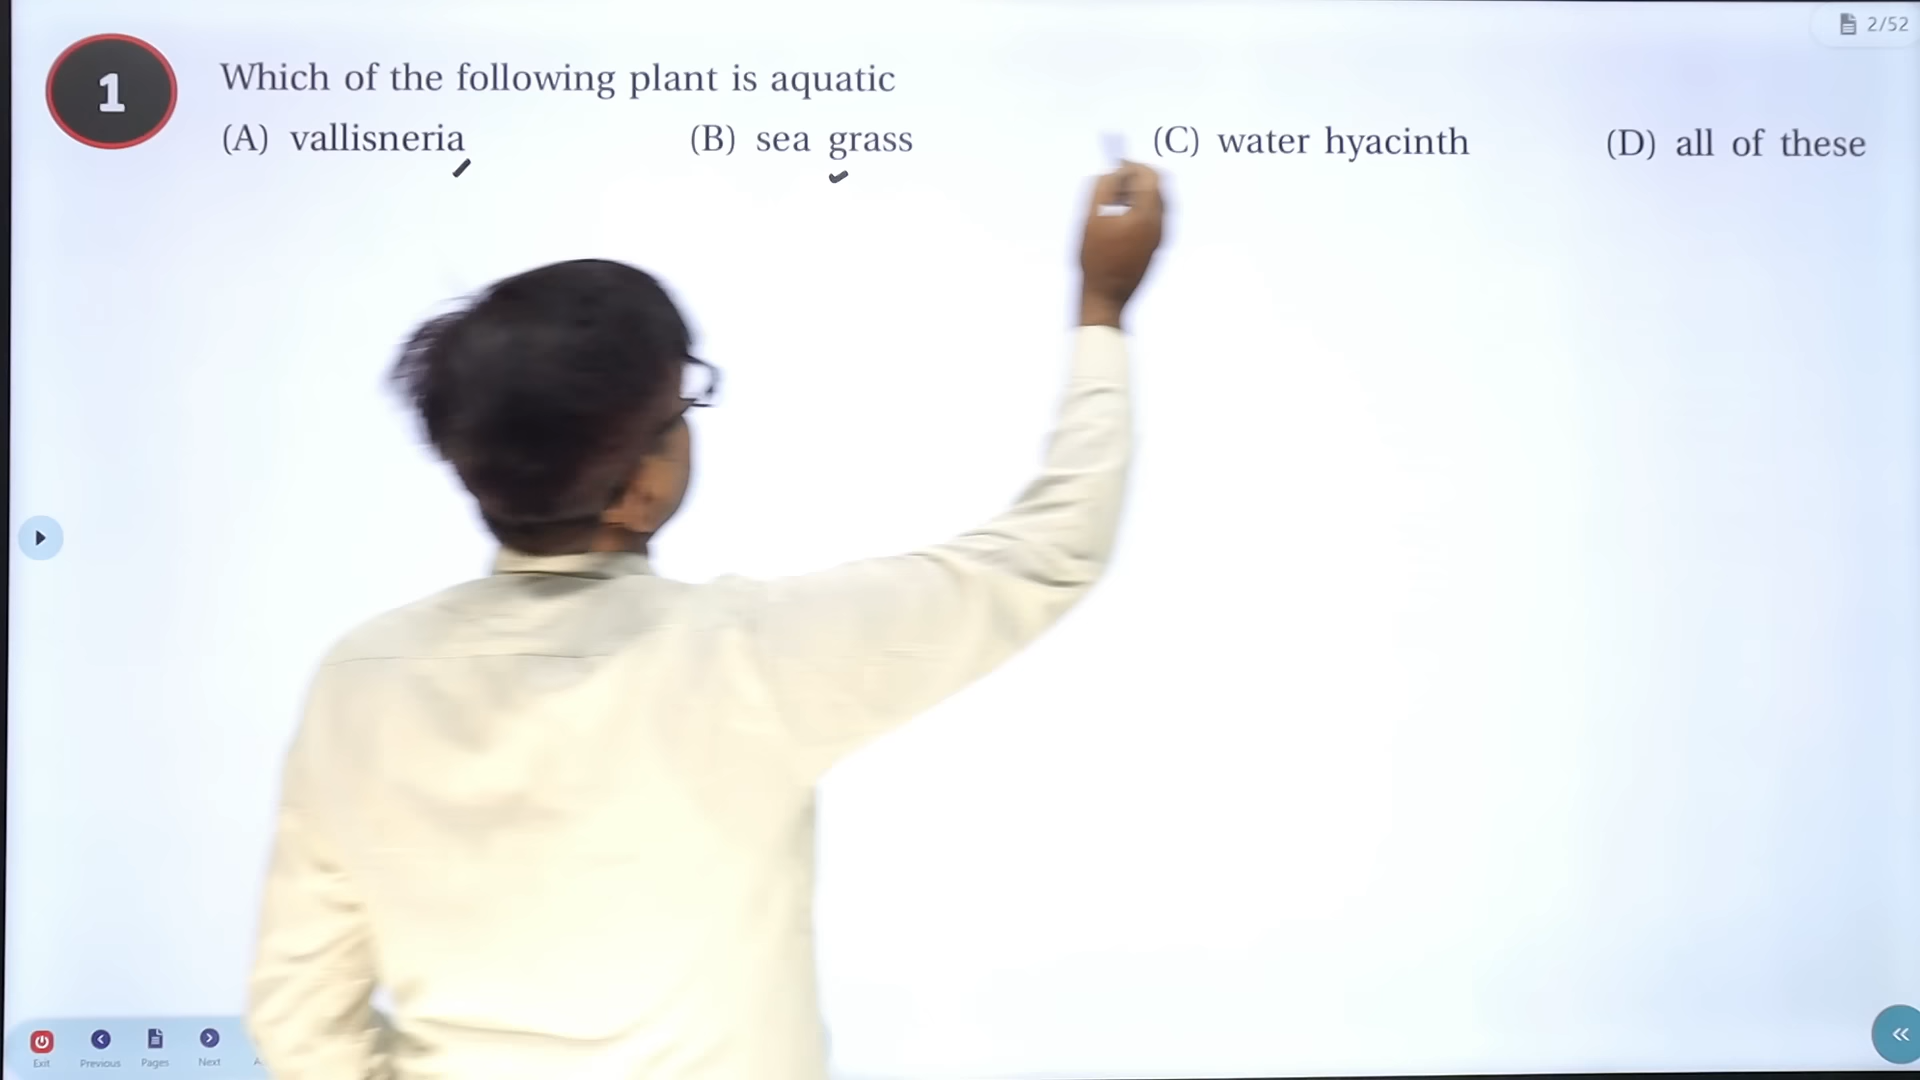 2/52
1
Which of the following plant is aquatic
(A) vallisneria (B) sea grass (C) water hyacinth (D) all of these
Exit Previous Pages Next